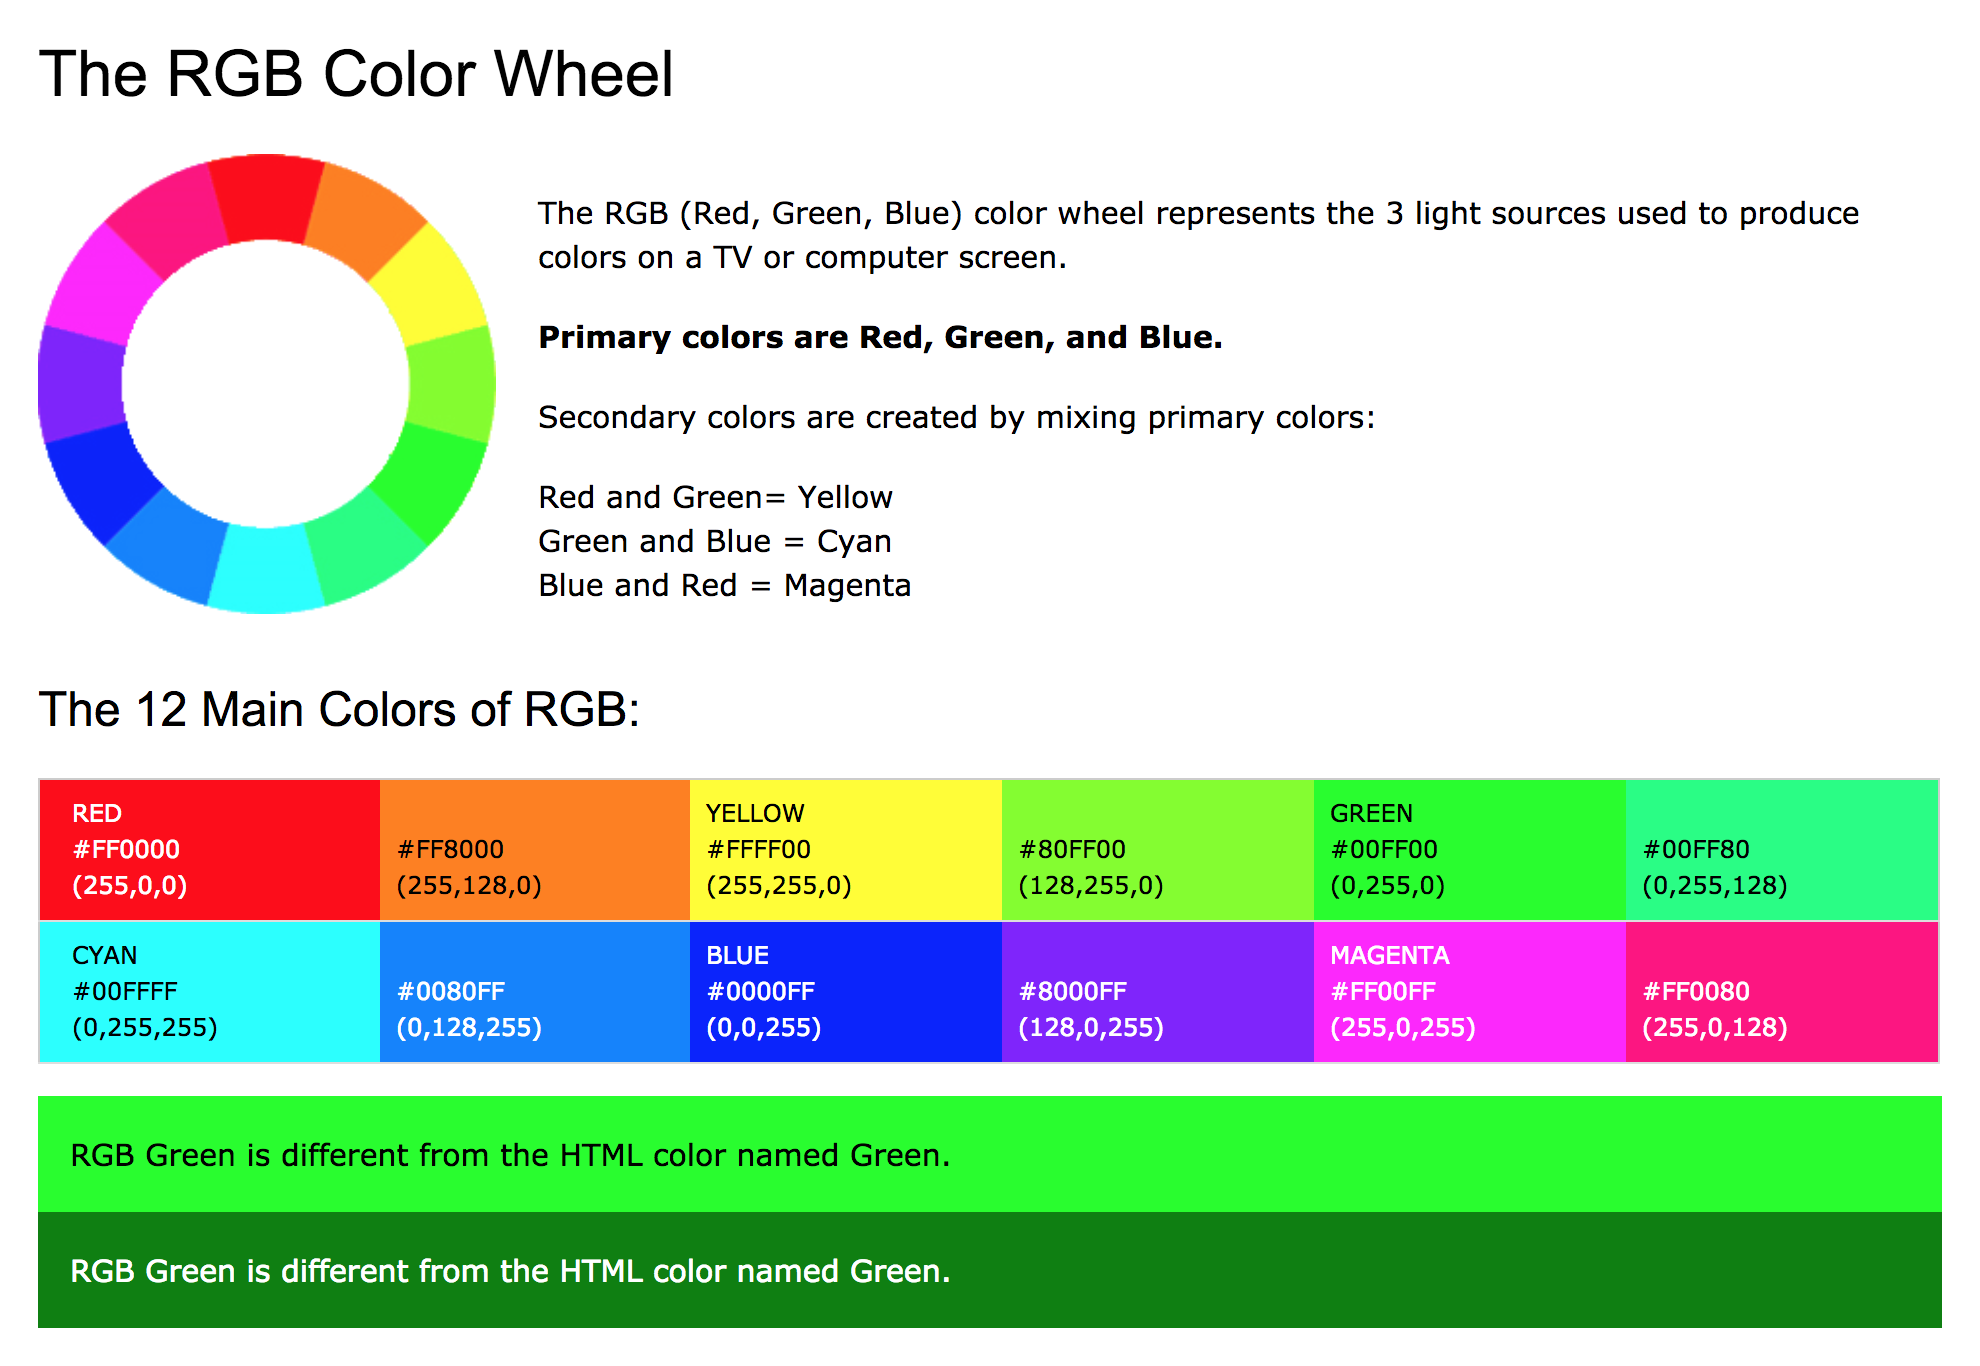 The RGB Color Wheel
The RGB (Red, Green, Blue) color wheel represents the 3 light sources used to produce
colors on a TV or computer screen.
Primary colors are Red, Green, and Blue.
Secondary colors are created by mixing primary colors:
Red and Green= Yellow
Green and Blue = Cyan
Blue and Red = Magenta
The 12 Main Colors of RGB:
RED
#FF0000
(255,0,0)
#FF8000
(255,128,0)
YELLOW
#FFFF00
(255,255,0)
#80FF00
(128,255,0)
GREEN
#00FF00
(0,255,0)
#00FF80
(0,255,128)
CYAN
#00FFFF
(0,255,255)
#0080FF
(0,128,255)
BLUE
#0000FF
(0,0,255)
#8000FF
(128,0,255)
MAGENTA
#FF00FF
(255,0,255)
#FF0080
(255,0,128)
RGB Green is different from the HTML color named Green.
RGB Green is different from the HTML color named Green.